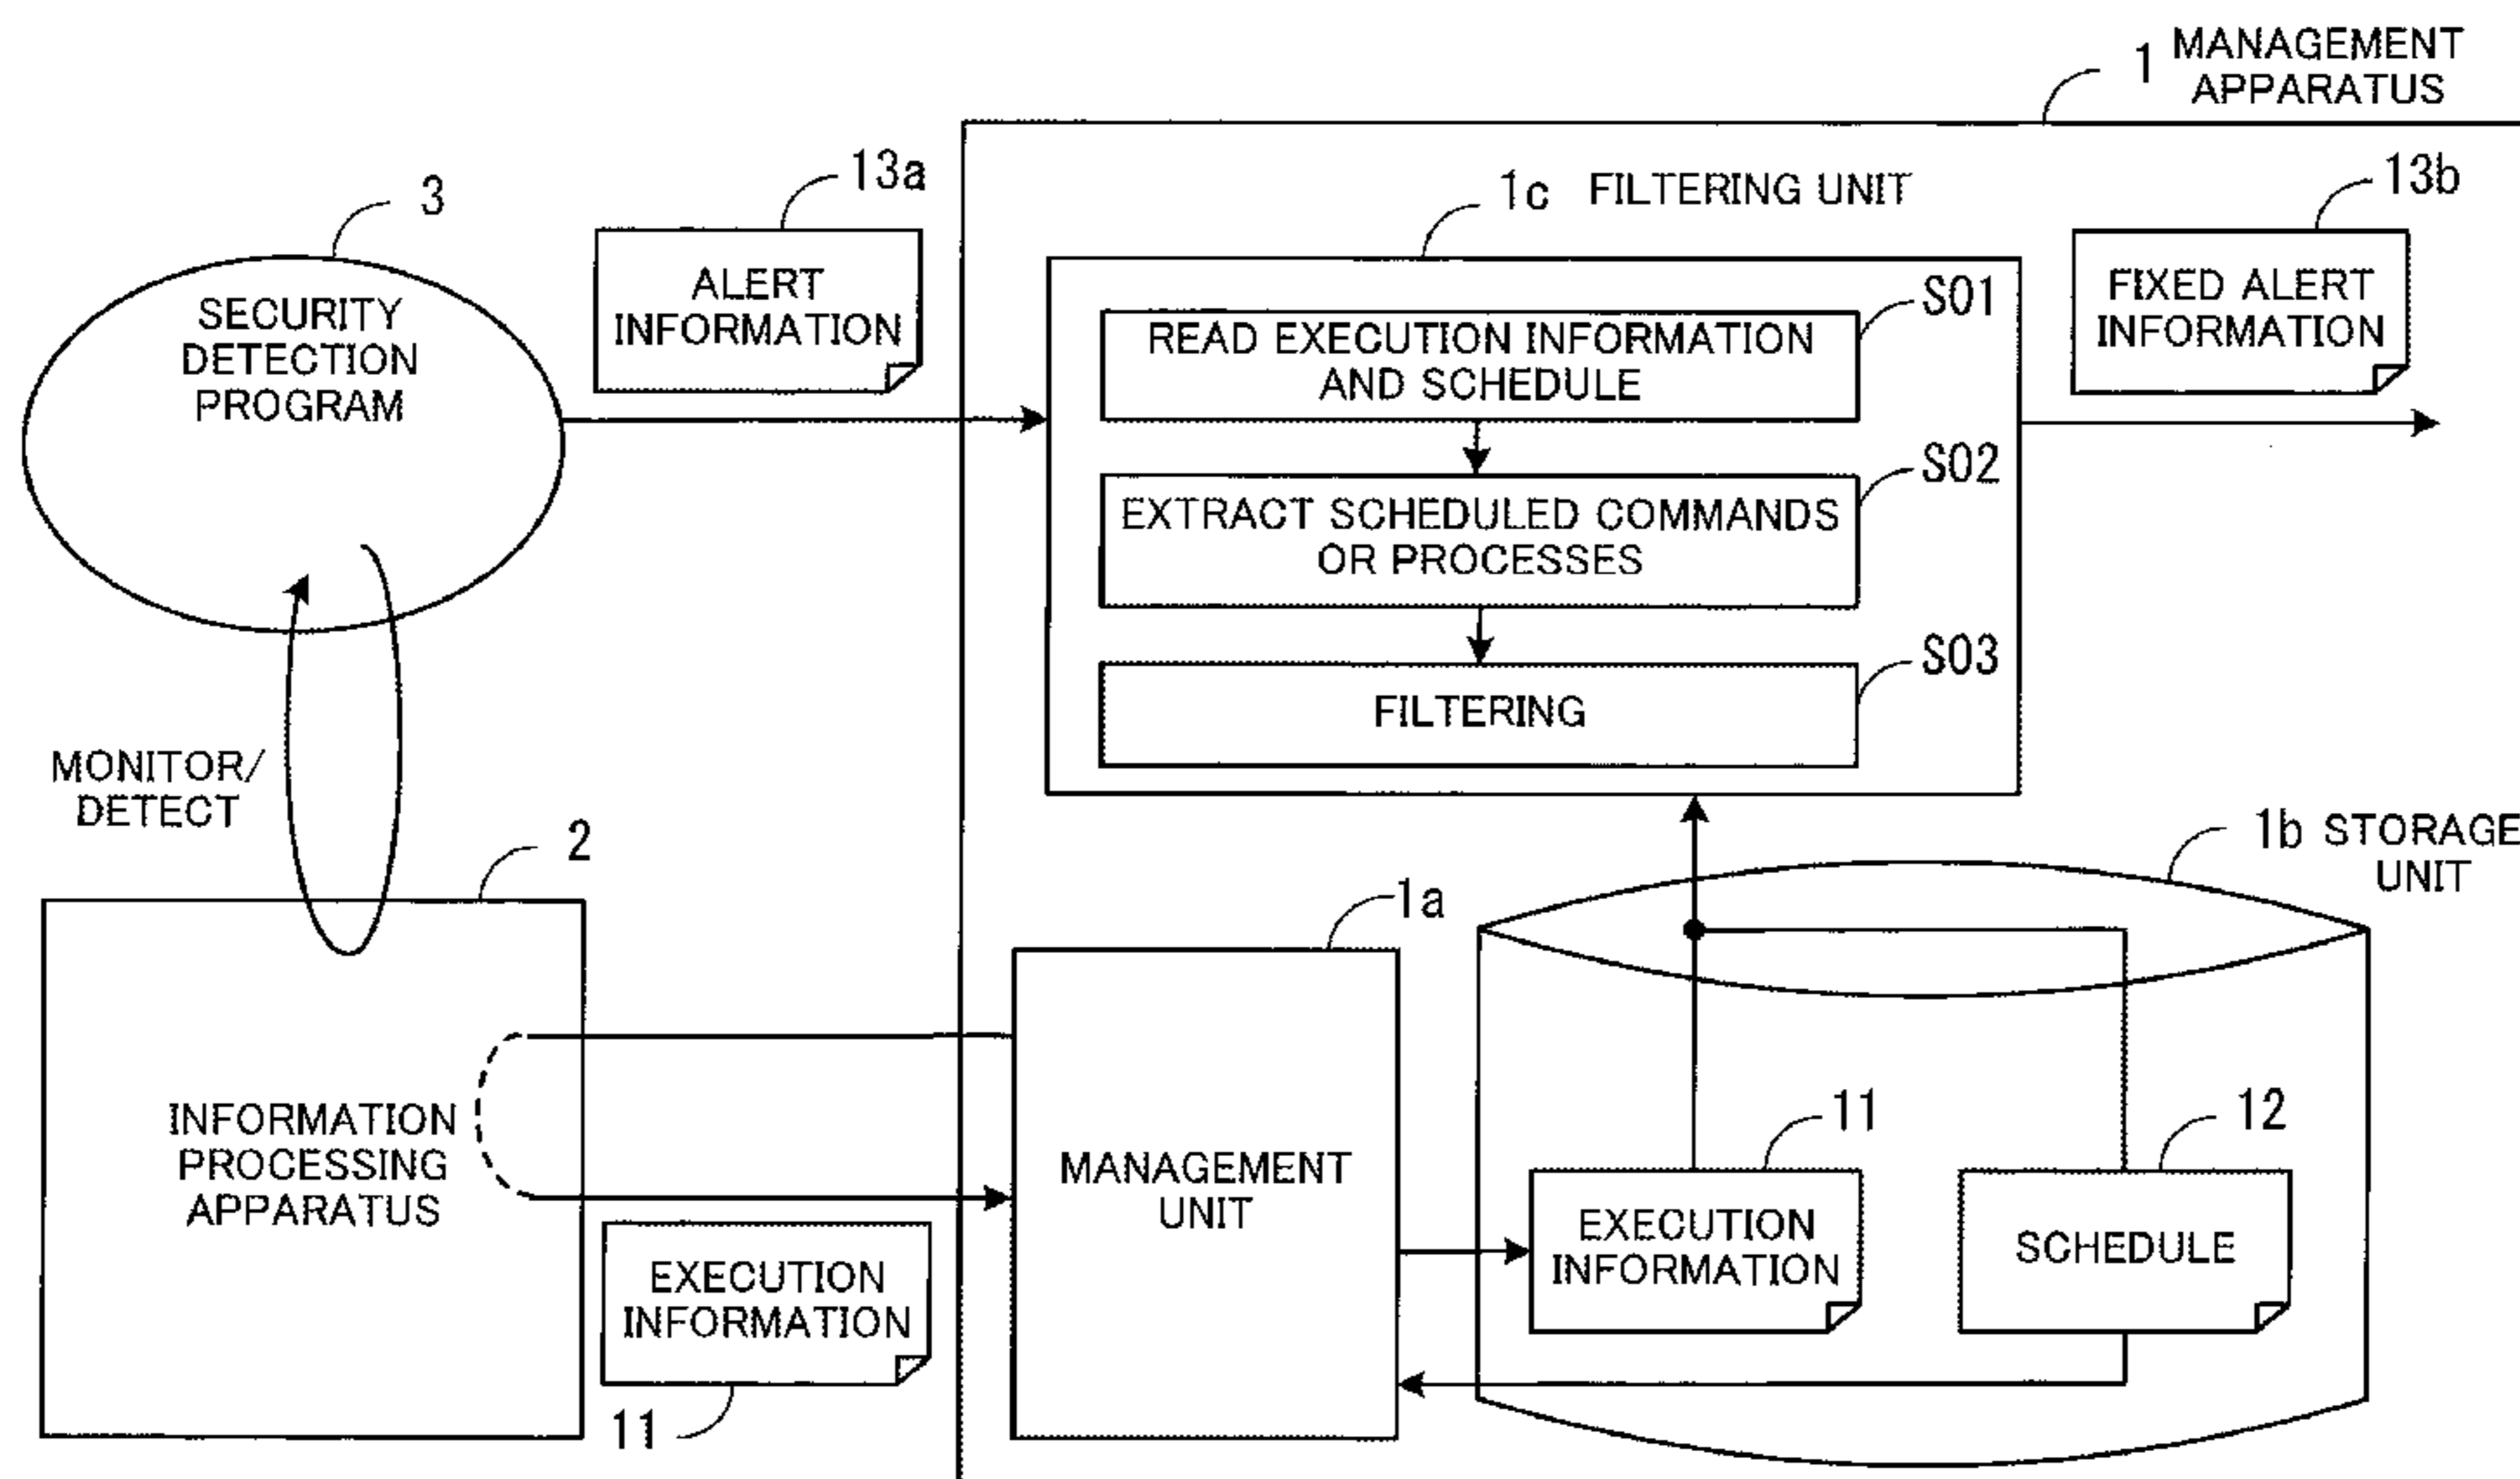 1 MANAGEMENT
APPARATUS
3
13a
1c FILTERING UNIT
13b
SECURITY
DETECTION
PROGRAM
ALERT
INFORMATION
S01
READ EXECUTION INFORMATION
AND SCHEDULE
FIXED ALERT
INFORMATION
S02
EXTRACT SCHEDULED COMMANDS
OR PROCESSES
S03
FILTERING
MONITOR/
DETECT
2
1b STORAGE
UNIT
1a
INFORMATION
PROCESSING
APPARATUS
MANAGEMENT
UNIT
11
12
EXECUTION
INFORMATION
SCHEDULE
EXECUTION
INFORMATION
11